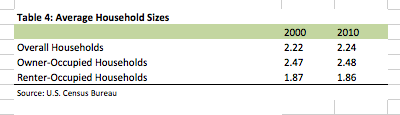 Table 4: Average Household Sizes
2000 2010
Overall Households 2.22 2.24
Owner-Occupied Households 2.47 2.48
Renter-Occupied Households 1.87 1.86
Source: U.S. Census Bureau